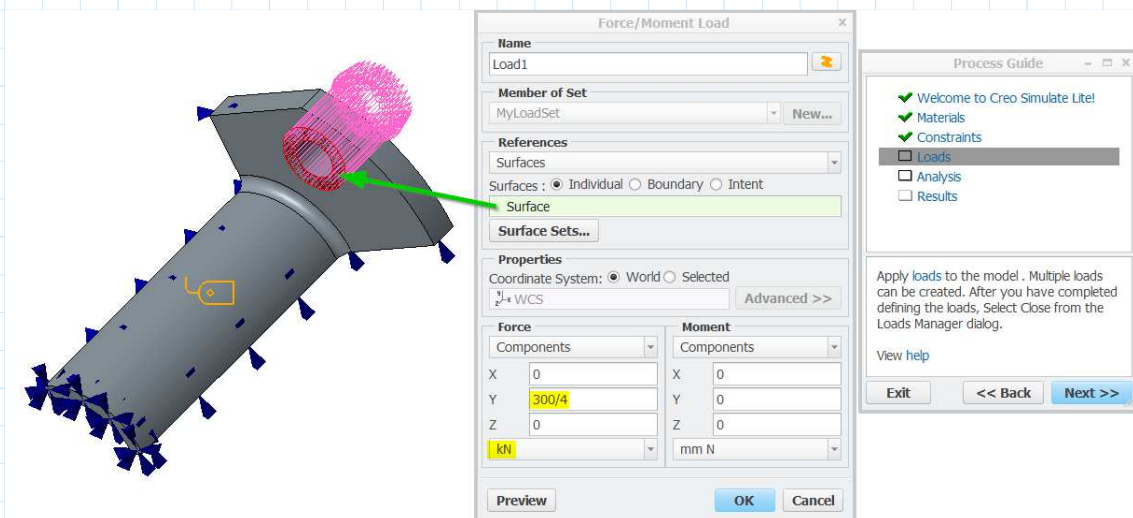 Force/Moment Load
Name
Load1
Member of Set
MyLoadSet
New...
References
Surfaces
Surfaces : Individual Boundary Intent
Surface
Surface Sets...
Properties
Coordinate System: World Selected
WCS
Advanced >>
Force
Components
X 0
Y 300/4
Z 0
kN
Moment
Components
X 0
Y 0
Z 0
mm N
Preview
OK
Cancel
Process Guide
Welcome to Creo Simulate Lite!
Materials
Constraints
Loads
Analysis
Results
Apply loads to the model . Multiple loads
can be created. After you have completed
defining the loads, Select Close from the
Loads Manager dialog.
View help
Exit
<< Back
Next >>